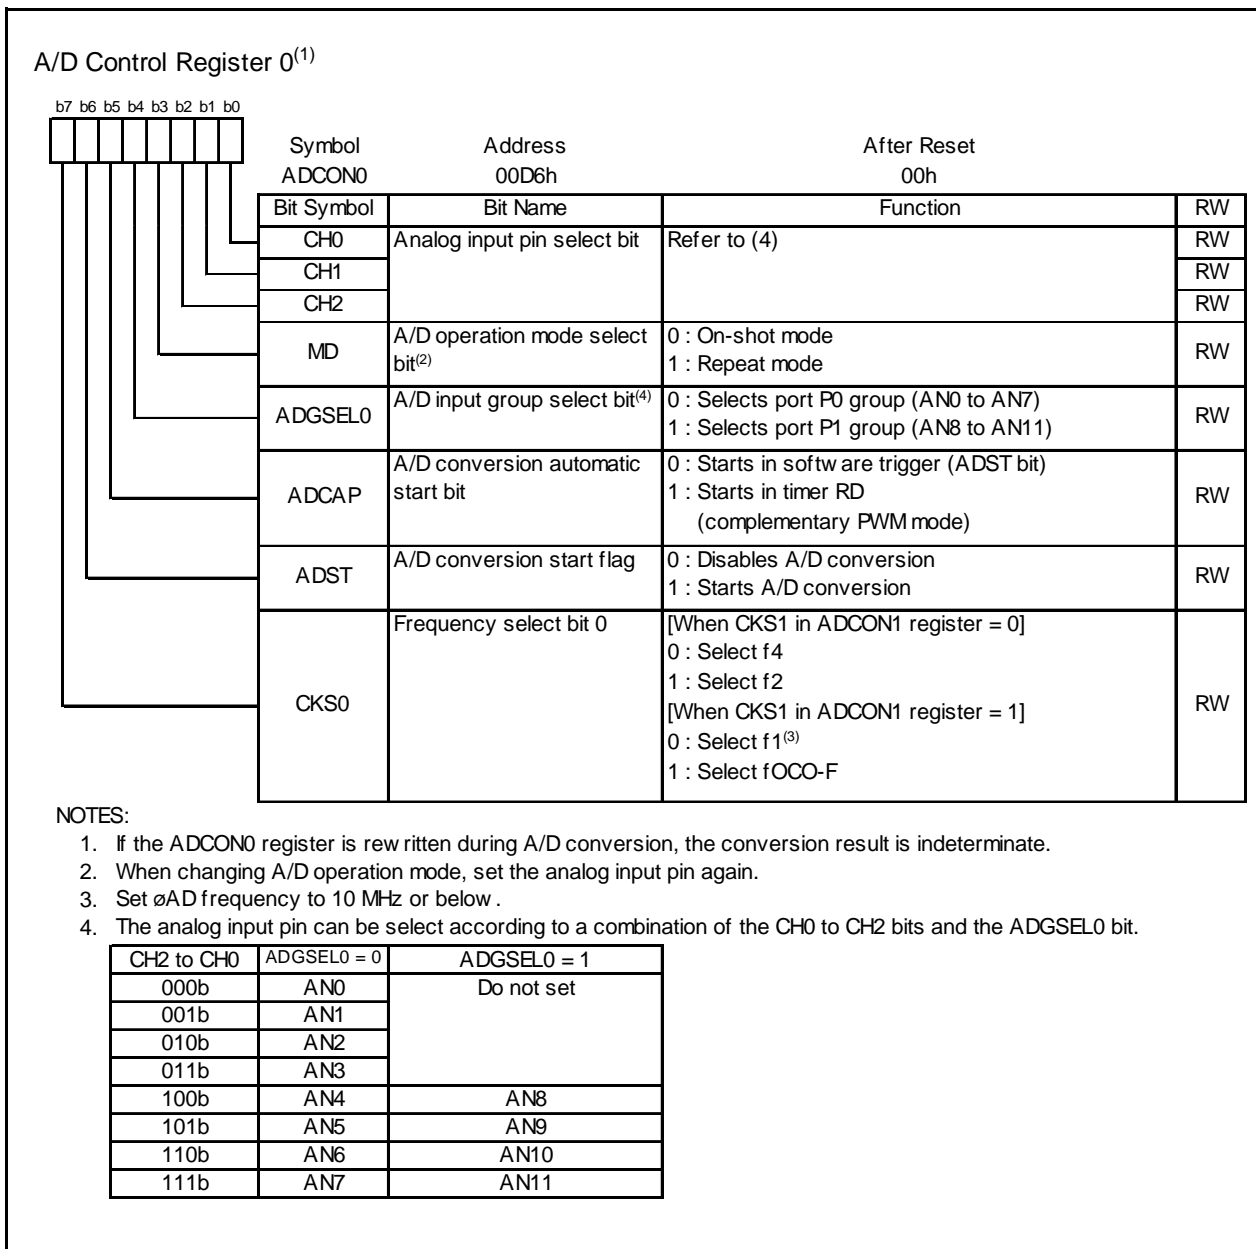 A/D Control Register 0(1)
b7 b6 b5 b4 b3 b2 b1 b0
Symbol Address After Reset
ADCON0 00D6h 00h
Bit Symbol Bit Name Function RW
CH0 Analog input pin select bit Refer to (4) RW
CH1 RW
CH2 RW
MD A/D operation mode select bit(2) 0 : On-shot mode RW
1 : Repeat mode
ADGSEL0 A/D input group select bit(4) 0 : Selects port P0 group (AN0 to AN7) RW
1 : Selects port P1 group (AN8 to AN11)
ADCAP A/D conversion automatic start bit 0 : Starts in software trigger (ADST bit) RW
1 : Starts in timer RD
(complementary PWM mode)
ADST A/D conversion start flag 0 : Disables A/D conversion RW
1 : Starts A/D conversion
CKS0 Frequency select bit 0 [When CKS1 in ADCON1 register = 0] RW
0 : Select f4
1 : Select f2
[When CKS1 in ADCON1 register = 1]
0 : Select f1(3)
1 : Select fOCO-F
NOTES:
1. If the ADCON0 register is rewritten during A/D conversion, the conversion result is indeterminate.
2. When changing A/D operation mode, set the analog input pin again.
3. Set øAD frequency to 10 MHz or below.
4. The analog input pin can be select according to a combination of the CH0 to CH2 bits and the ADGSEL0 bit.
CH2 to CH0 ADGSEL0 = 0 ADGSEL0 = 1
000b AN0 Do not set
001b AN1
010b AN2
011b AN3
100b AN4 AN8
101b AN5 AN9
110b AN6 AN10
111b AN7 AN11